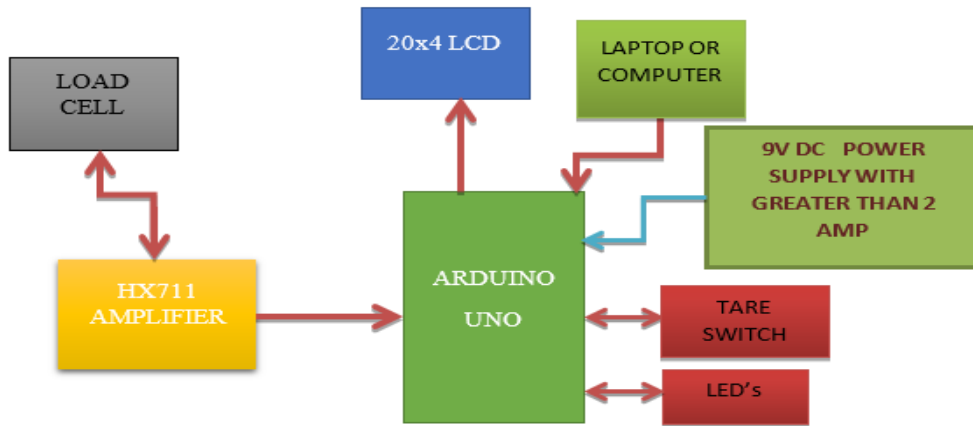 20x4 LCD
LAPTOP OR
COMPUTER
LOAD
CELL
9V DC POWER
SUPPLY WITH
GREATER THAN 2
AMP
HX711
AMPLIFIER
ARDUINO
UNO
TARE
SWITCH
LED’s